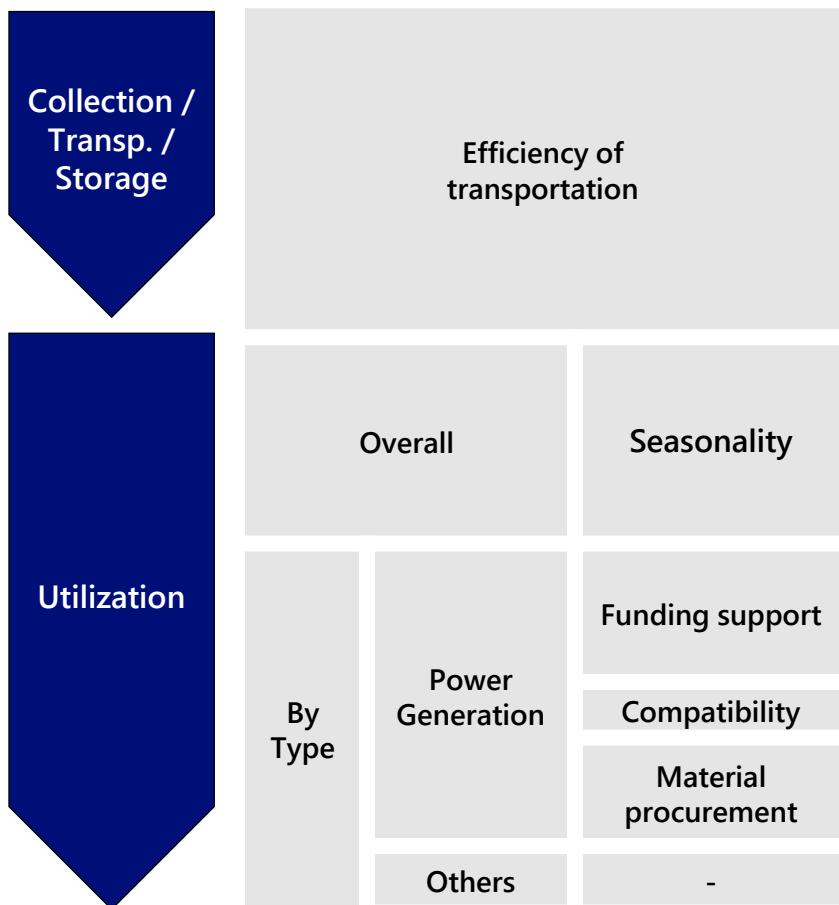 Collection /
Transp. /
Storage
Efficiency of
transportation
Utilization
Overall
Seasonality
By
Type
Power
Generation
Funding support
Compatibility
Material
procurement
Others
-